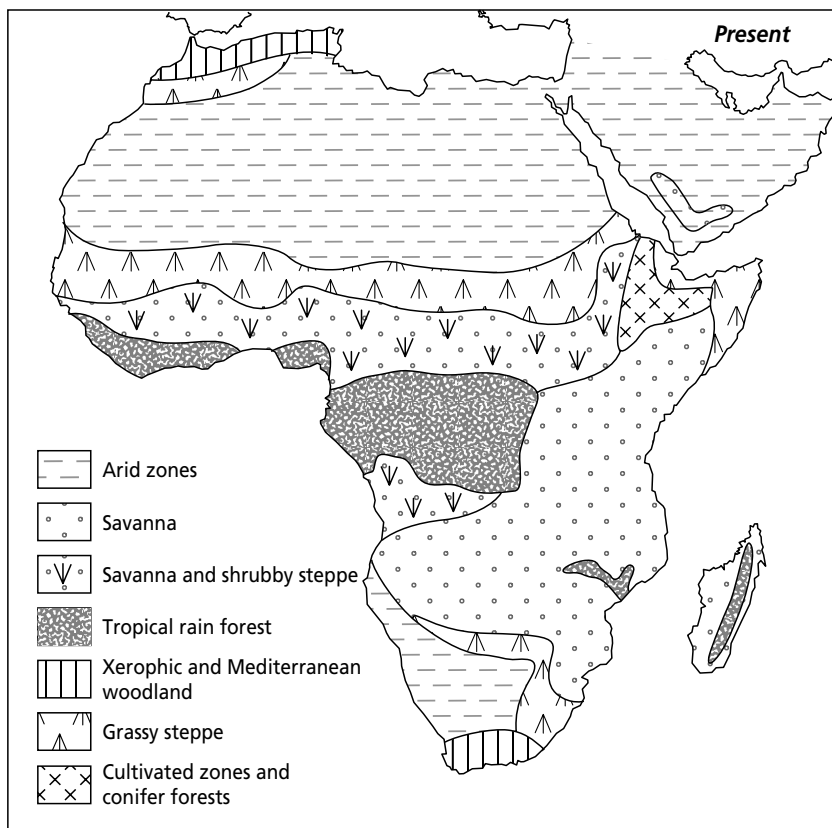 Present
Arid zones
Savanna
Savanna and shrubby steppe
Tropical rain forest
Xerophic and Mediterranean
woodland
Grassy steppe
Cultivated zones and
conifer forests